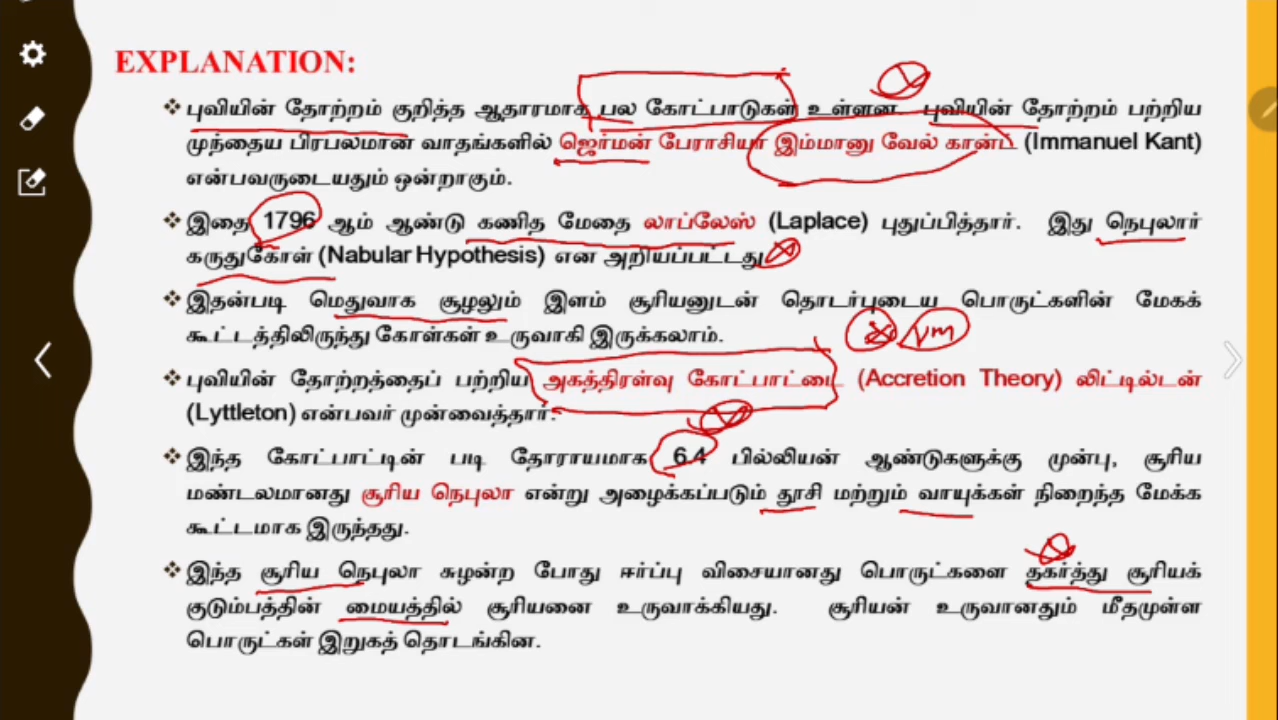 EXPLANATION:
❖ புவியின் தோற்றம் குறித்த ஆதாரமாக பல கோட்பாடுகள் உள்ளன புவியின் தோற்றம் பற்றிய
முந்தைய பிரபலமான வாதங்களில் ஜெர்மன் பேராசியர் இம்மானு வேல் கான்ட் (Immanuel Kant)
என்பவருடையதும் ஒன்றாகும்.
❖ இதை 1796 ஆம் ஆண்டு கணித மேதை லாப்லேஸ் (Laplace) புதுப்பித்தார். இது நெபுலார்
கருதுகோள் (Nabular Hypothesis) என அறியப்பட்டது
❖ இதன்படி மெதுவாக சூழலும் இளம் சூரியனுடன் தொடர்புடைய பொருட்களின் மேகக்
கூட்டத்திலிருந்து கோள்கள் உருவாகி இருக்கலாம்.
❖ புவியின் தோற்றத்தைப் பற்றிய அகத்திரள்வு கோட்பாட்டை (Accretion Theory) லிட்டில்டன்
(Lyttleton) என்பவர் முன்வைத்தார்.
❖ இந்த கோட்பாட்டின் படி தோராயமாக 6.4 பில்லியன் ஆண்டுகளுக்கு முன்பு, சூரிய
மண்டலமானது சூரிய நெபுலா என்று அழைக்கப்படும் தூசி மற்றும் வாயுக்கள் நிறைந்த மேக்க
கூட்டமாக இருந்தது.
❖ இந்த சூரிய நெபுலா சுழன்ற போது ஈர்ப்பு விசையானது பொருட்களை தகர்த்து சூரியக்
குடும்பத்தின் மையத்தில் சூரியனை உருவாக்கியது. சூரியன் உருவானதும் மீதமுள்ள
பொருட்கள் இறுகத் தொடங்கின.